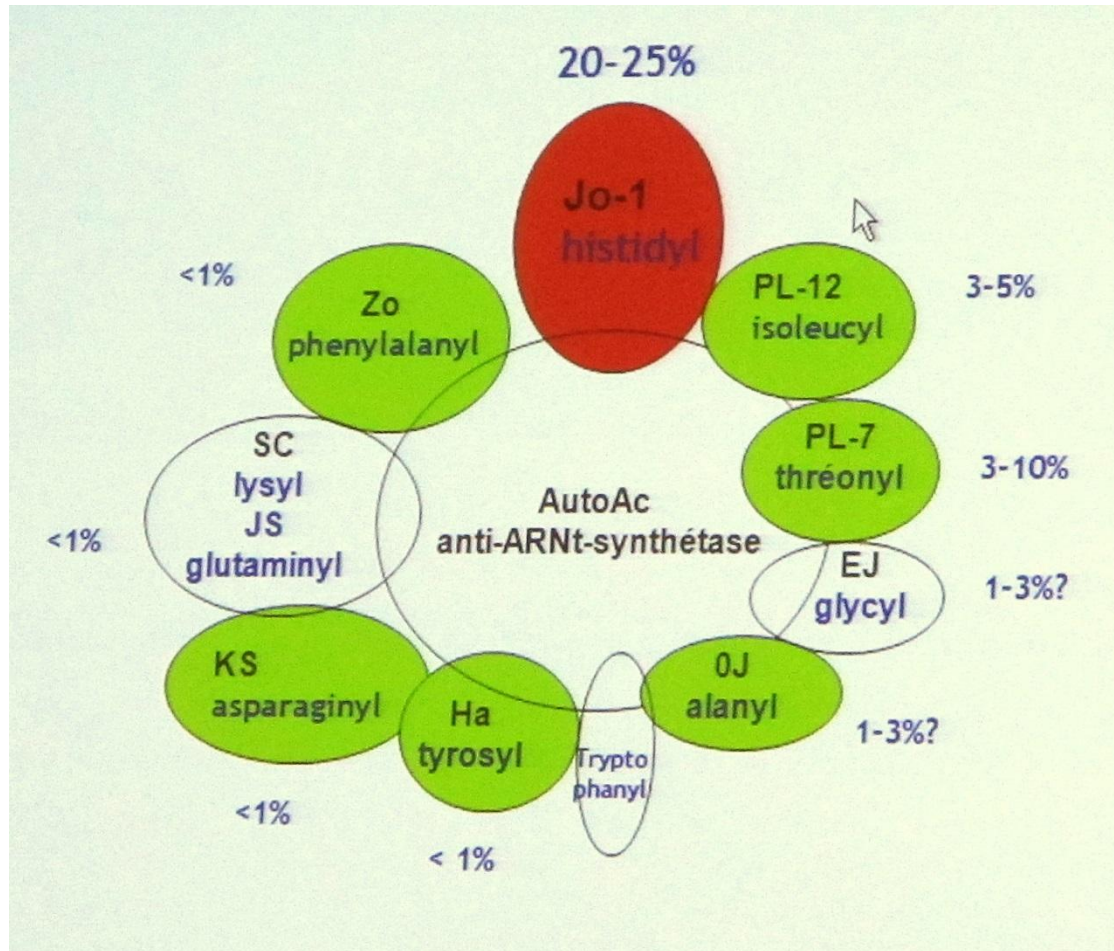 20-25%
Jo-1
histidyl
<1%
Zo
phenylalanyl
PL-12
isoleucyl
3-5%
SC
lysyl
JS
glutaminyl
<1%
AutoAc
anti-ARNt-synthétase
PL-7
thréonyl
3-10%
EJ
glycyl
1-3%?
KS
asparaginyl
<1%
Ha
tyrosyl
< 1%
Trypto
phanyl
0J
alanyl
1-3%?